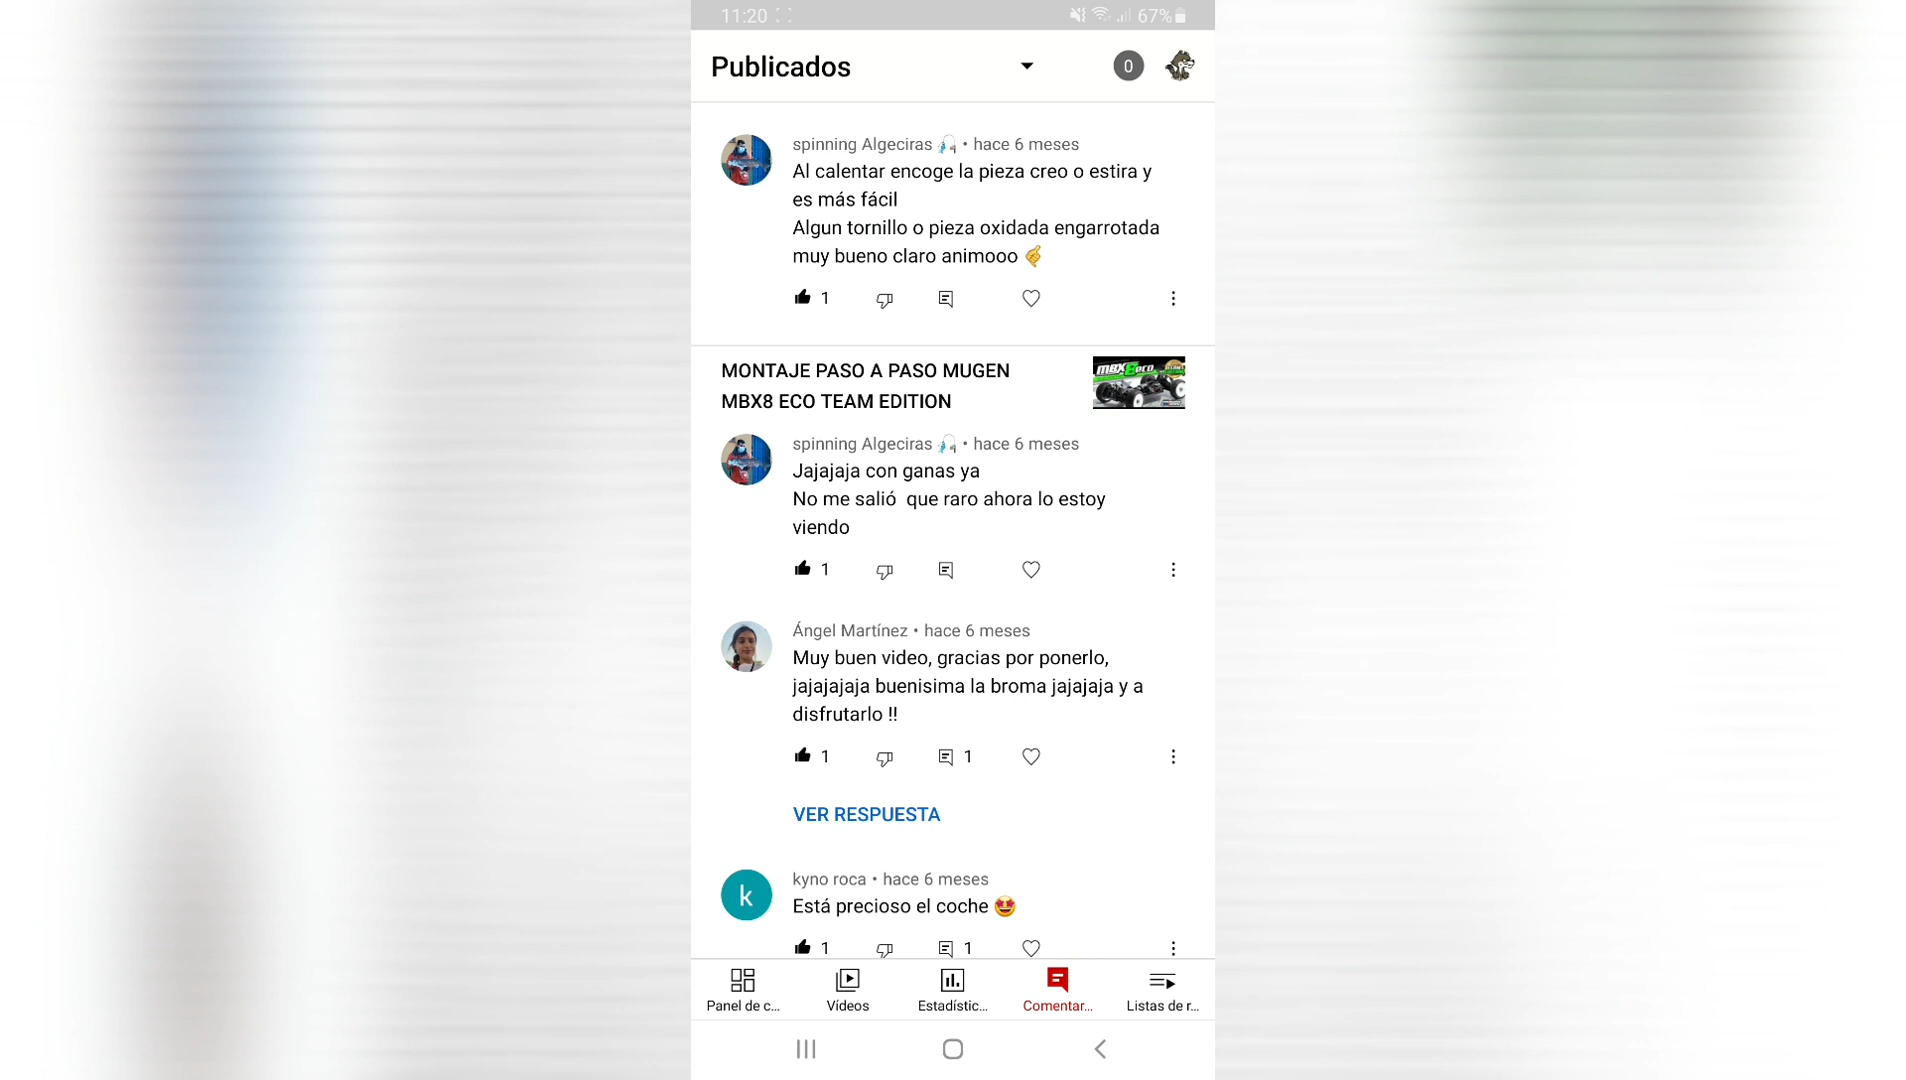 11:20
67%
Publicados
0
spinning Algeciras • hace 6 meses
Al calentar encoge la pieza creo o estira y
es más fácil
Algun tornillo o pieza oxidada engarrotada
muy bueno claro animooo
1
MONTAJE PASO A PASO MUGEN
MBX8 ECO TEAM EDITION
MBX8 eco
spinning Algeciras • hace 6 meses
Jajajaja con ganas ya
No me salió  que raro ahora lo estoy
viendo
1
Ángel Martínez • hace 6 meses
Muy buen video, gracias por ponerlo,
jajajajaja buenisima la broma jajajaja y a
disfrutarlo !!
1 1
VER RESPUESTA
k
kyno roca • hace 6 meses
Está precioso el coche 🤩
1 1
Panel de c... Vídeos Estadístic... Comentar... Listas de r...